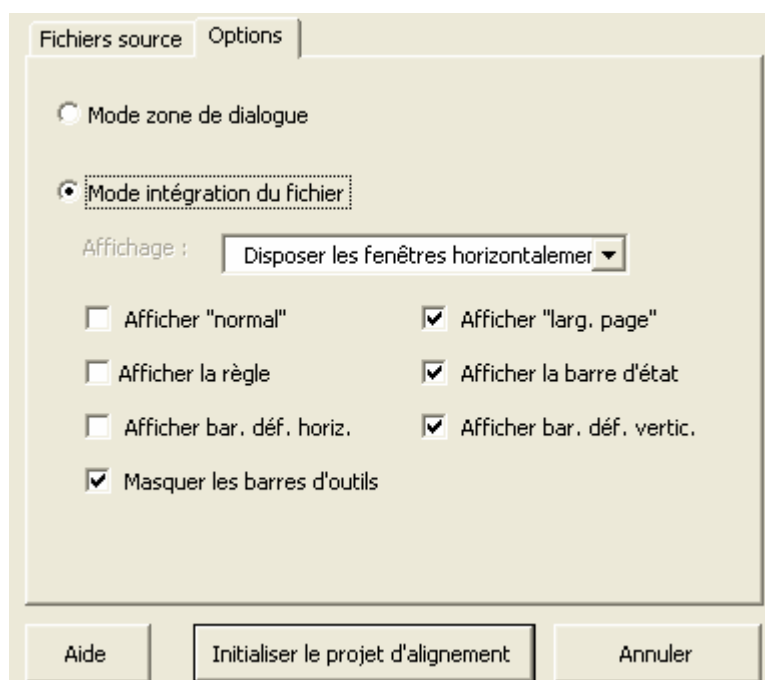 Fichiers source Options
Mode zone de dialogue
Mode intégration du fichier
Affichage : Disposer les fenêtres horizontalemer
Afficher "normal" Afficher "larg. page"
Afficher la règle Afficher la barre d'état
Afficher bar. déf. horiz. Afficher bar. déf. vertic.
Masquer les barres d'outils
Aide Initialiser le projet d'alignement Annuler